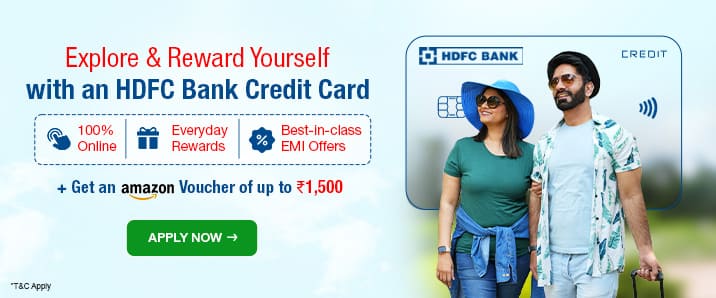 Explore & Reward Yourself
with an HDFC Bank Credit Card
100%
Online
Everyday
Rewards
Best-in-class
EMI Offers
+ Get an amazon Voucher of up to ₹1,500
APPLY NOW →
*T&C Apply
HDFC BANK
CREDIT